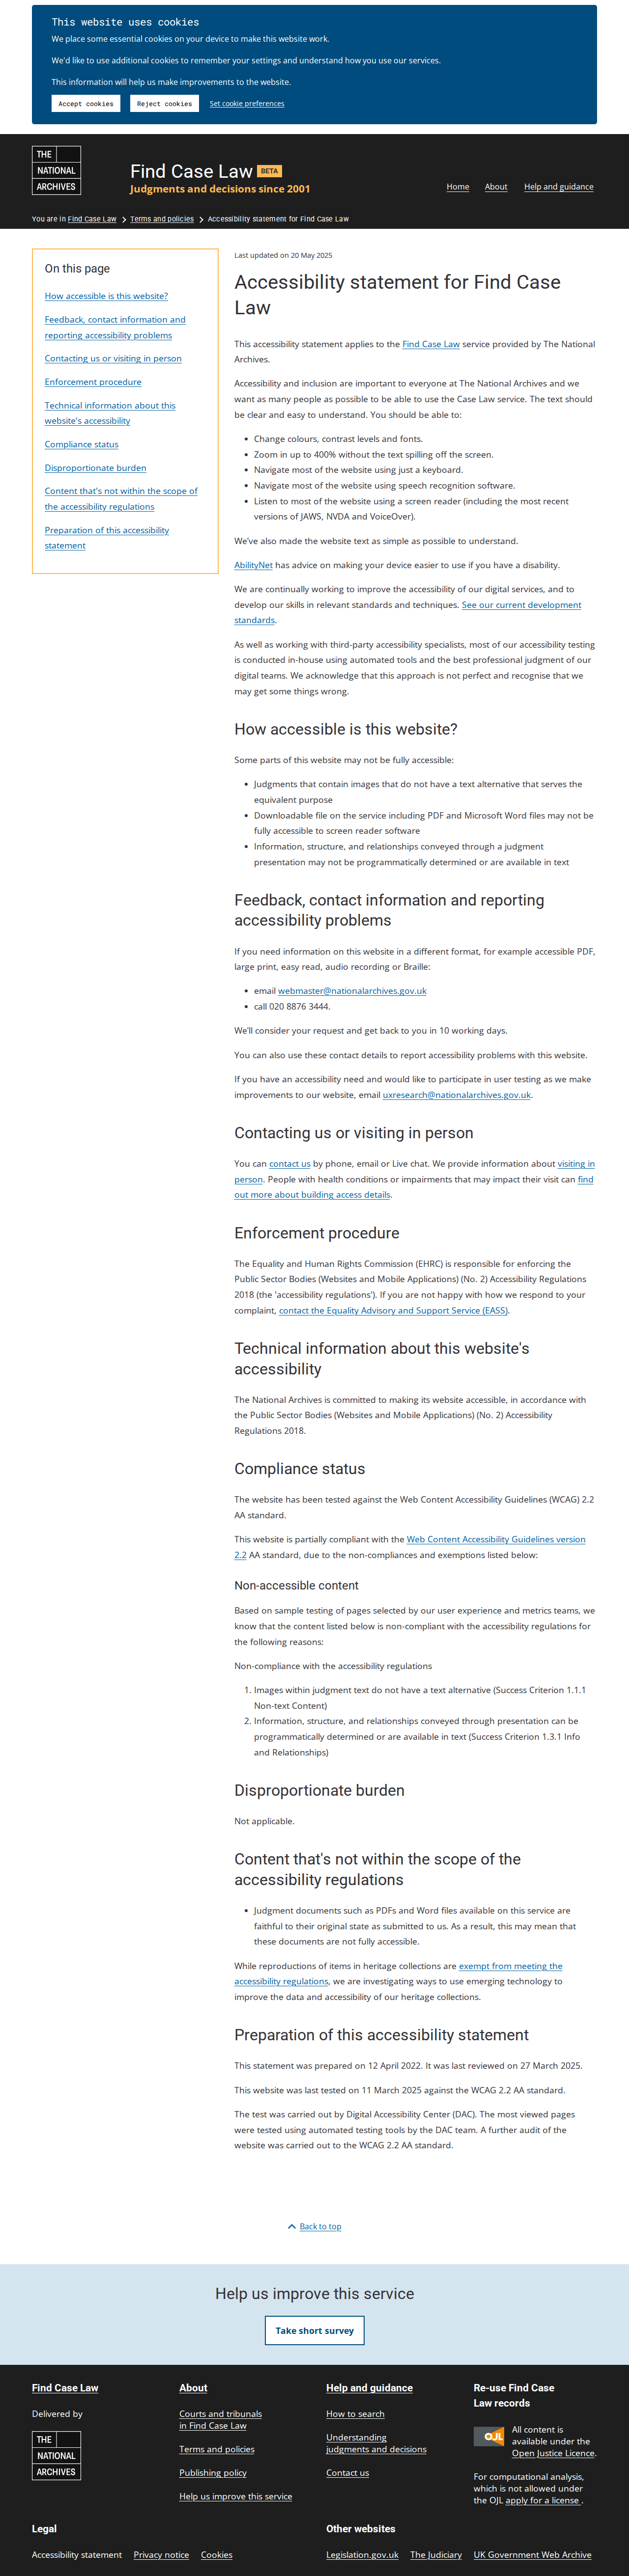 This website uses cookies
We place some essential cookies on your device to make this website work.
We'd like to use additional cookies to remember your settings and understand how you use our services.
This information will help us make improvements to the website.
Accept cookies Reject cookies Set cookie preferences
THE
NATIONAL
ARCHIVES
Find Case Law BETA
Judgments and decisions since 2001
Home About Help and guidance
You are in Find Case Law Terms and policies Accessibility statement for Find Case Law
On this page
How accessible is this website?
Feedback, contact information and
reporting accessibility problems
Contacting us or visiting in person
Enforcement procedure
Technical information about this
website's accessibility
Compliance status
Disproportionate burden
Content that's not within the scope of
the accessibility regulations
Preparation of this accessibility
statement
Last updated on 20 May 2025
Accessibility statement for Find Case
Law
This accessibility statement applies to the Find Case Law service provided by The National
Archives.
Accessibility and inclusion are important to everyone at The National Archives and we
want as many people as possible to be able to use the Case Law service. The text should
be clear and easy to understand. You should be able to:
• Change colours, contrast levels and fonts.
• Zoom in up to 400% without the text spilling off the screen.
• Navigate most of the website using just a keyboard.
• Navigate most of the website using speech recognition software.
• Listen to most of the website using a screen reader (including the most recent
versions of JAWS, NVDA and VoiceOver).
We've also made the website text as simple as possible to understand.
AbilityNet has advice on making your device easier to use if you have a disability.
We are continually working to improve the accessibility of our digital services, and to
develop our skills in relevant standards and techniques. See our current development
standards.
As well as working with third-party accessibility specialists, most of our accessibility testing
is conducted in-house using automated tools and the best professional judgment of our
digital teams. We acknowledge that this approach is not perfect and recognise that we
may get some things wrong.
How accessible is this website?
Some parts of this website may not be fully accessible:
• Judgments that contain images that do not have a text alternative that serves the
equivalent purpose
• Downloadable file on the service including PDF and Microsoft Word files may not be
fully accessible to screen reader software
• Information, structure, and relationships conveyed through a judgment
presentation may not be programmatically determined or are available in text
Feedback, contact information and reporting
accessibility problems
If you need information on this website in a different format, for example accessible PDF,
large print, easy read, audio recording or Braille:
• email webmaster@nationalarchives.gov.uk
• call 020 8876 3444.
We'll consider your request and get back to you in 10 working days.
You can also use these contact details to report accessibility problems with this website.
If you have an accessibility need and would like to participate in user testing as we make
improvements to our website, email uxresearch@nationalarchives.gov.uk.
Contacting us or visiting in person
You can contact us by phone, email or Live chat. We provide information about visiting in
person. People with health conditions or impairments that may impact their visit can find
out more about building access details.
Enforcement procedure
The Equality and Human Rights Commission (EHRC) is responsible for enforcing the
Public Sector Bodies (Websites and Mobile Applications) (No. 2) Accessibility Regulations
2018 (the 'accessibility regulations'). If you are not happy with how we respond to your
complaint, contact the Equality Advisory and Support Service (EASS).
Technical information about this website's
accessibility
The National Archives is committed to making its website accessible, in accordance with
the Public Sector Bodies (Websites and Mobile Applications) (No. 2) Accessibility
Regulations 2018.
Compliance status
The website has been tested against the Web Content Accessibility Guidelines (WCAG) 2.2
AA standard.
This website is partially compliant with the Web Content Accessibility Guidelines version
2.2 AA standard, due to the non-compliances and exemptions listed below:
Non-accessible content
Based on sample testing of pages selected by our user experience and metrics teams, we
know that the content listed below is non-compliant with the accessibility regulations for
the following reasons:
Non-compliance with the accessibility regulations
1. Images within judgment text do not have a text alternative (Success Criterion 1.1.1
Non-text Content)
2. Information, structure, and relationships conveyed through presentation can be
programmatically determined or are available in text (Success Criterion 1.3.1 Info
and Relationships)
Disproportionate burden
Not applicable.
Content that's not within the scope of the
accessibility regulations
• Judgment documents such as PDFs and Word files available on this service are
faithful to their original state as submitted to us. As a result, this may mean that
these documents are not fully accessible.
While reproductions of items in heritage collections are exempt from meeting the
accessibility regulations, we are investigating ways to use emerging technology to
improve the data and accessibility of our heritage collections.
Preparation of this accessibility statement
This statement was prepared on 12 April 2022. It was last reviewed on 27 March 2025.
This website was last tested on 11 March 2025 against the WCAG 2.2 AA standard.
The test was carried out by Digital Accessibility Center (DAC). The most viewed pages
were tested using automated testing tools by the DAC team. A further audit of the
website was carried out to the WCAG 2.2 AA standard.
Back to top
Help us improve this service
Take short survey
Find Case Law
Delivered by
THE
NATIONAL
ARCHIVES
About
Courts and tribunals
in Find Case Law
Terms and policies
Publishing policy
Help us improve this service
Help and guidance
How to search
Understanding
judgments and decisions
Contact us
Re-use Find Case
Law records
OJL
All content is
available under the
Open Justice Licence.
For computational analysis,
which is not allowed under
the OJL apply for a license .
Legal
Accessibility statement Privacy notice Cookies
Other websites
Legislation.gov.uk The Judiciary UK Government Web Archive